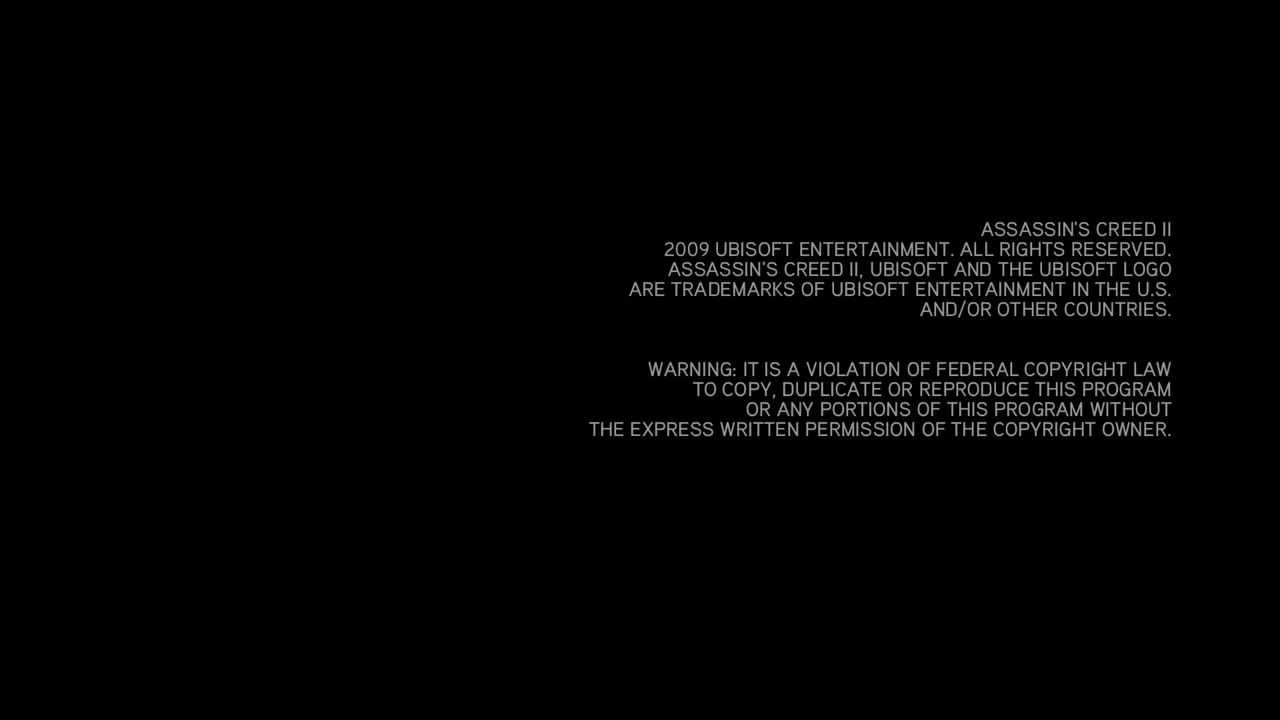 ASSASSIN'S CREED II
2009 UBISOFT ENTERTAINMENT. ALL RIGHTS RESERVED.
ASSASSIN'S CREED II, UBISOFT AND THE UBISOFT LOGO
ARE TRADEMARKS OF UBISOFT ENTERTAINMENT IN THE U.S.
AND/OR OTHER COUNTRIES.
WARNING: IT IS A VIOLATION OF FEDERAL COPYRIGHT LAW
TO COPY, DUPLICATE OR REPRODUCE THIS PROGRAM
OR ANY PORTIONS OF THIS PROGRAM WITHOUT
THE EXPRESS WRITTEN PERMISSION OF THE COPYRIGHT OWNER.